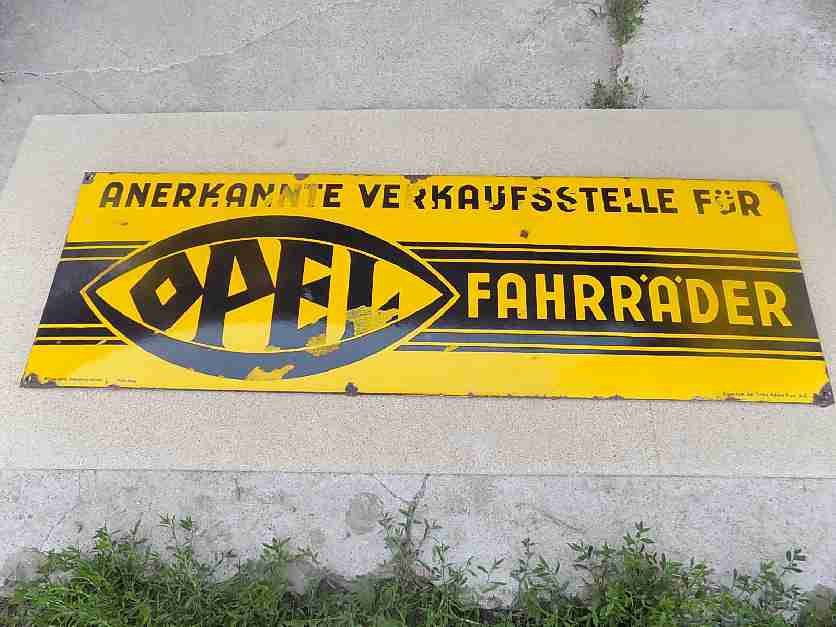 ANERKANNTE VERKAUFSSTELLE FÜR
OPEL
FAHRRÄDER